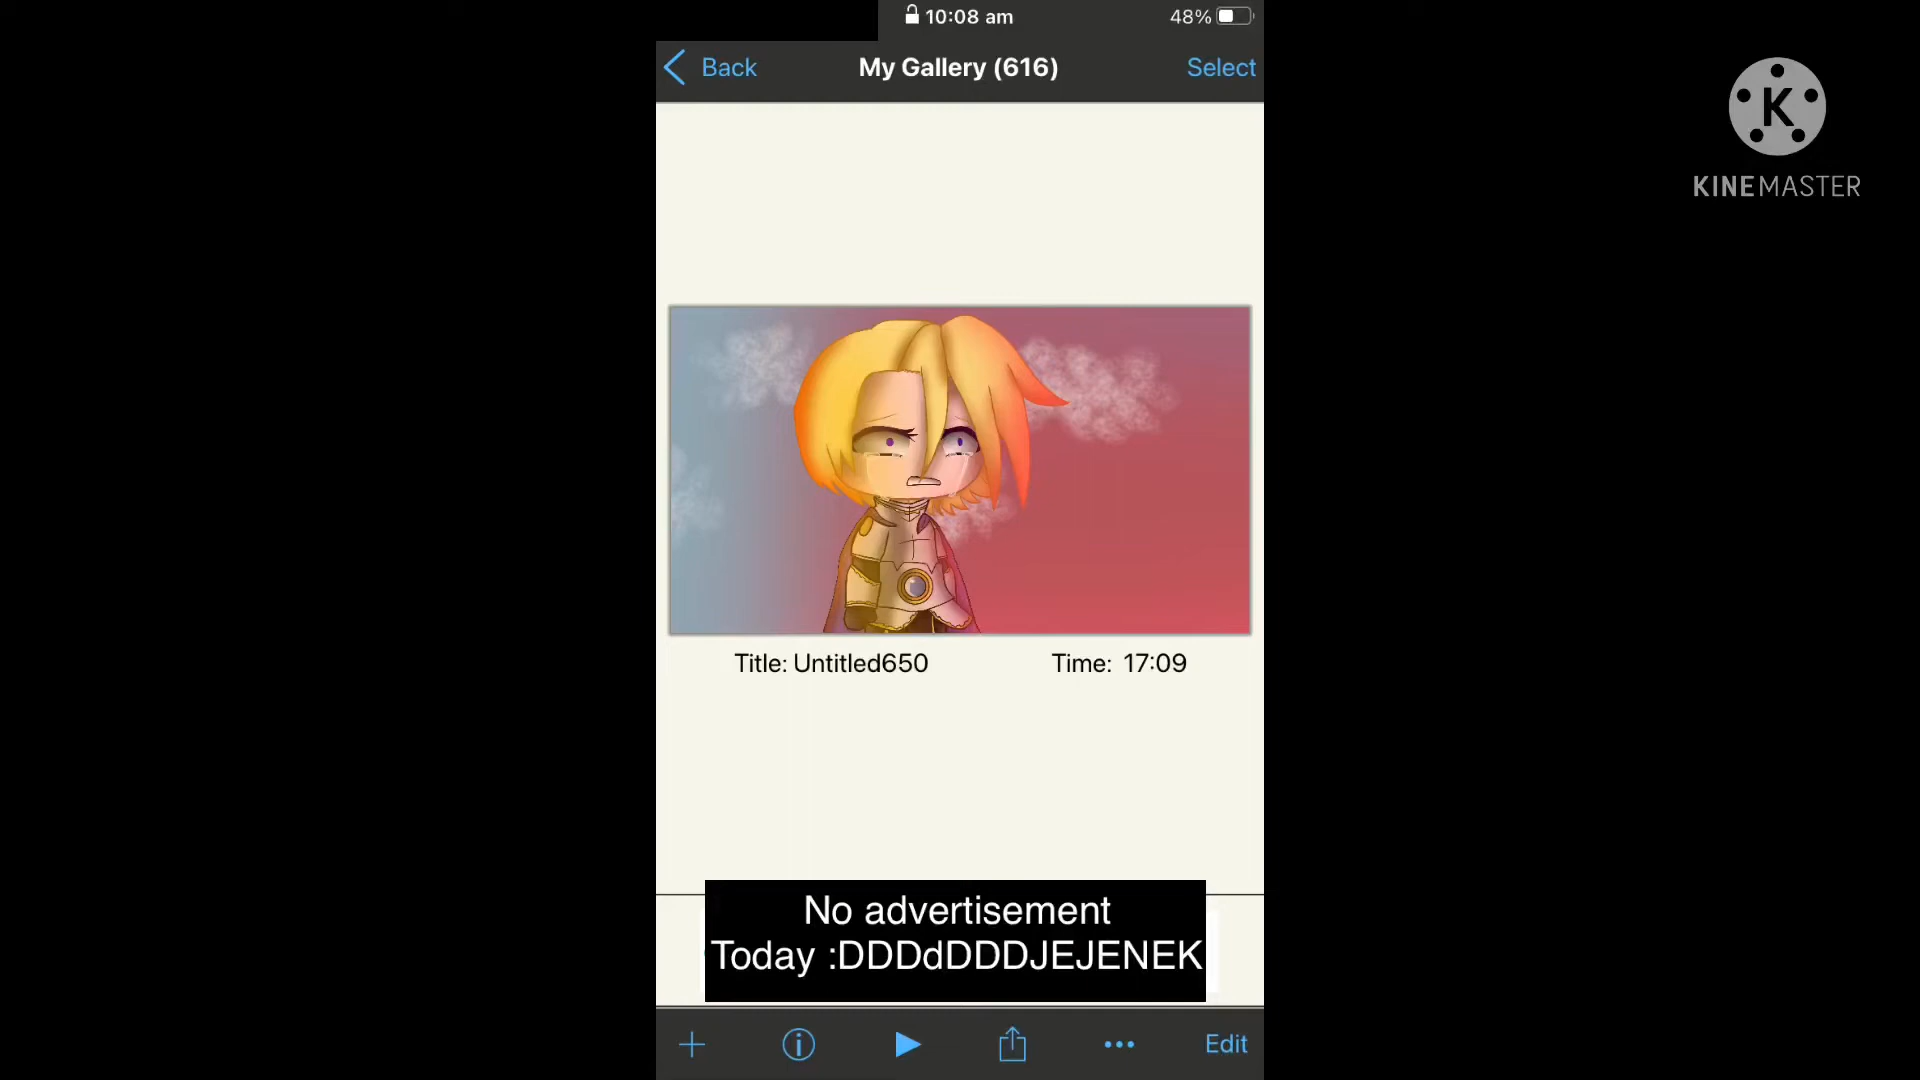 10:08 am 48%
Back My Gallery (616) Select
K
KINEMASTER
Title: Untitled650 Time: 17:09
No advertisement
Today :DDDdDDDJEJENEK
Edit